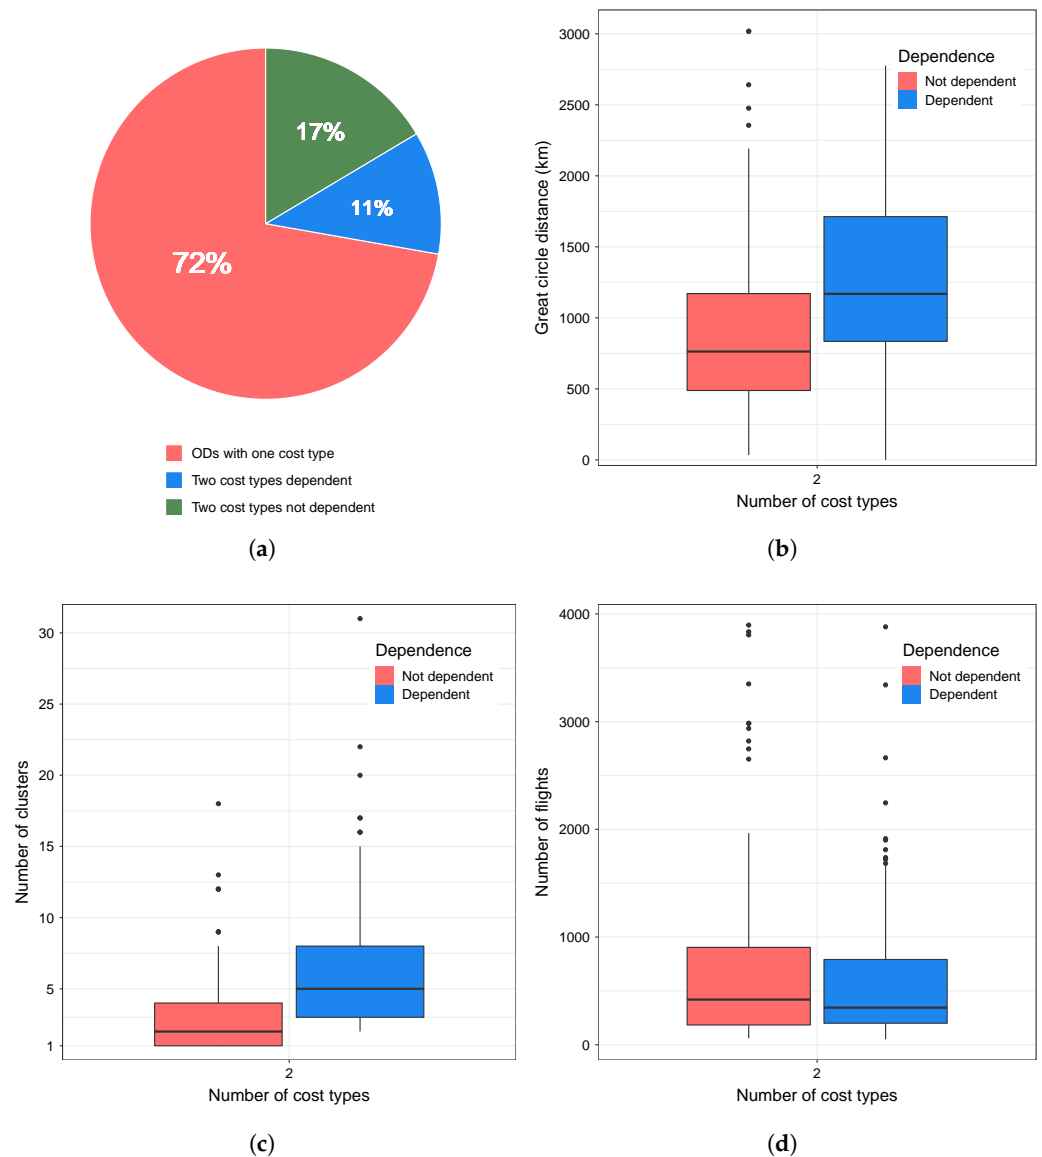 17%
11%
72%
ODs with one cost type
Two cost types dependent
Two cost types not dependent
(a)
3000
2500
2000
1500
1000
500
0
Great circle distance (km)
Dependence
Not dependent
Dependent
2
Number of cost types
(b)
30
25
20
15
10
5
1
Number of clusters
Dependence
Not dependent
Dependent
2
Number of cost types
(c)
4000
3000
2000
1000
0
Number of flights
Dependence
Not dependent
Dependent
2
Number of cost types
(d)